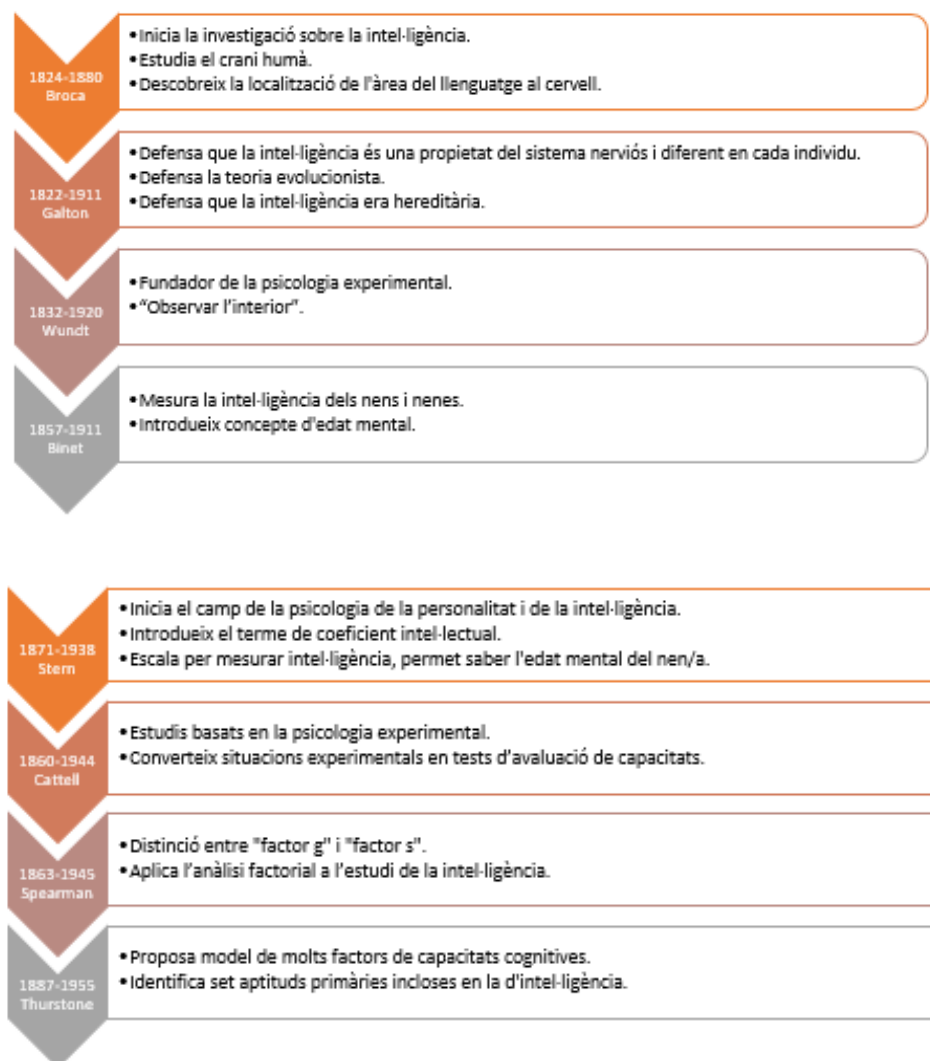 1824-1880
Broca
•Inicia la investigació sobre la intel·ligència.
•Estudia el crani humà.
•Descobreix la localització de l'àrea del llenguatge al cervell.
1822-1911
Galton
•Defensa que la intel·ligència és una propietat del sistema nerviós i diferent en cada individu.
•Defensa la teoria evolucionista.
•Defensa que la intel·ligència era hereditària.
1832-1920
Wundt
•Fundador de la psicologia experimental.
•“Observar l’interior”.
1857-1911
Binet
•Mesura la intel·ligència dels nens i nenes.
•Introdueix concepte d'edat mental.
1871-1938
Stern
•Inicia el camp de la psicologia de la personalitat i de la intel·ligència.
•Introdueix el terme de coeficient intel·lectual.
•Escala per mesurar intel·ligència, permet saber l'edat mental del nen/a.
1860-1944
Cattell
•Estudis basats en la psicologia experimental.
•Converteix situacions experimentals en tests d’avaluació de capacitats.
1863-1945
Spearman
•Distinció entre "factor g" i "factor s".
•Aplica l’anàlisi factorial a l’estudi de la intel·ligència.
1887-1955
Thurstone
•Proposa model de molts factors de capacitats cognitives.
•Identifica set aptituds primàries incloses en la d'intel·ligència.